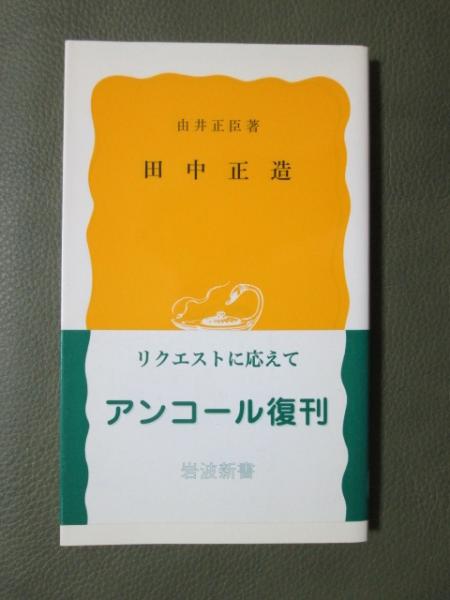 由井正臣著
田中正造
リクエストに応えて
アンコール復刊
岩波新書